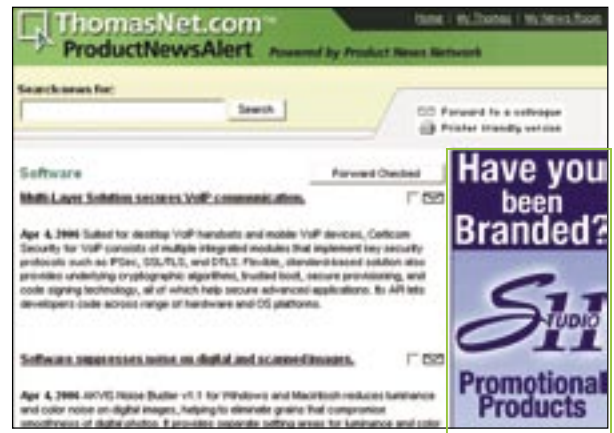 ThomasNet.com™
ProductNewsAlert Powered by Product News Network
Home | My Thomas | My News Room
Search news for:
Search
Forward to a colleague
Printer friendly version
Software
Forward Checked
Multi-Layer Solution secures VoIP communication.
Apr 4, 2006 Suited for desktop VoIP handsets and mobile VoIP devices, Certicom
Security for VoIP consists of multiple integrated modules that implement key security
protocols such as IPSec, SSL/TLS, and DTLS. Flexible, standard-based solution also
provides underlying cryptographic algorithms, trusted boot, secure provisioning, and
code signing technology, all of which help secure advanced applications. Its API lets
developers code across range of hardware and OS platforms.
Software suppresses noise on digital and scanned images.
Apr 4, 2006 AKVIS Noise Buster v1.1 for Windows and Macintosh reduces luminance
and color noise on digital images, helping to eliminate grains that compromise
smoothness of digital photos. It provides separate setting areas for luminance and color
Have you
been
Branded?
STUDIO
11
Promotional
Products